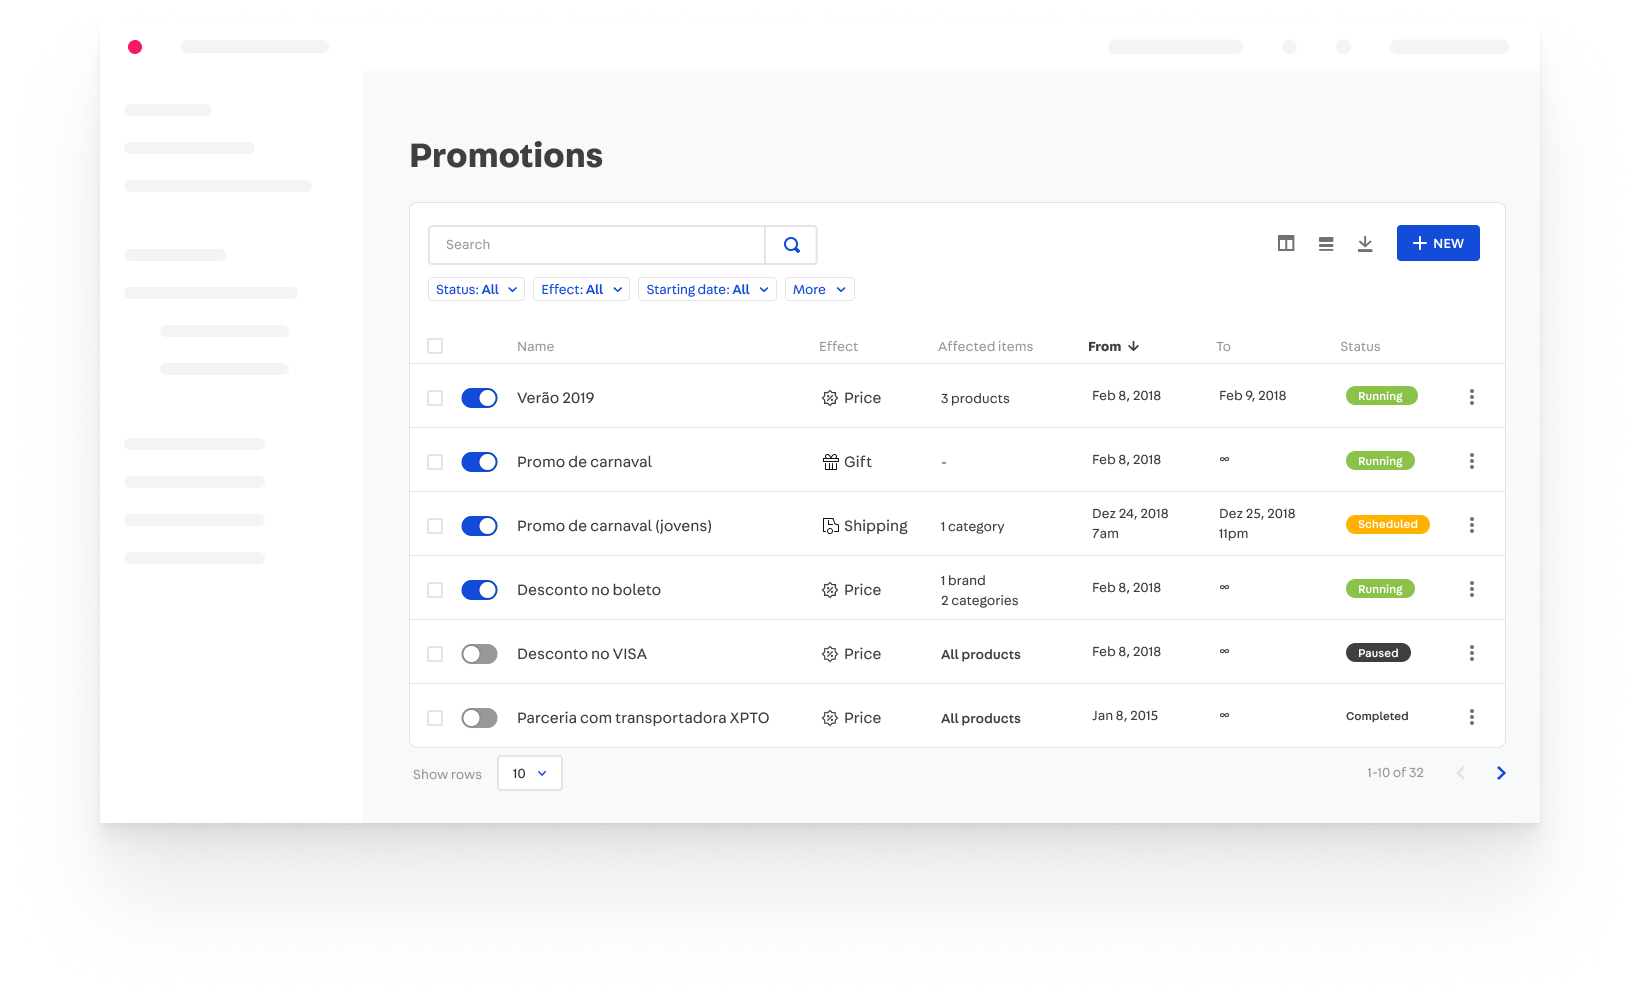 Promotions
Search
NEW
Status: All
Effect: All
Starting date: All
More
Name Effect Affected items From To Status
Verão 2019 Price 3 products Feb 8, 2018 Feb 9, 2018 Running
Promo de carnaval Gift - Feb 8, 2018 ∞ Running
Promo de carnaval (jovens) Shipping 1 category Dez 24, 2018 Dez 25, 2018 Scheduled
7am 11pm
Desconto no boleto Price 1 brand Feb 8, 2018 ∞ Running
2 categories
Desconto no VISA Price All products Feb 8, 2018 ∞ Paused
Parceria com transportadora XPTO Price All products Jan 8, 2015 ∞ Completed
Show rows 10 1-10 of 32